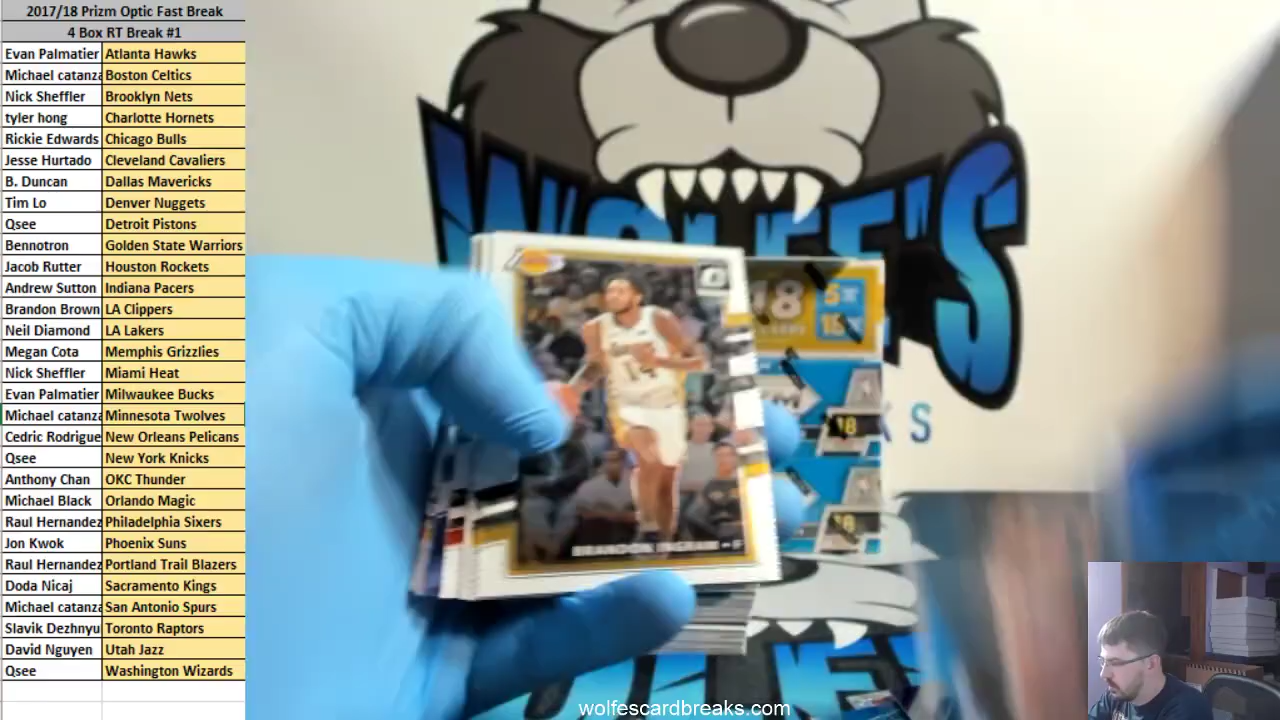 2017/18 Prizm Optic Fast Break
4 Box RT Break #1
Evan Palmatier Atlanta Hawks
Michael catanza Boston Celtics
Nick Sheffler Brooklyn Nets
tyler hong Charlotte Hornets
Rickie Edwards Chicago Bulls
Jesse Hurtado Cleveland Cavaliers
B. Duncan Dallas Mavericks
Tim Lo Denver Nuggets
Qsee Detroit Pistons
Bennotron Golden State Warriors
Jacob Rutter Houston Rockets
Andrew Sutton Indiana Pacers
Brandon Brown LA Clippers
Neil Diamond LA Lakers
Megan Cota Memphis Grizzlies
Nick Sheffler Miami Heat
Evan Palmatier Milwaukee Bucks
Michael catanza Minnesota Twolves
Cedric Rodrigue New Orleans Pelicans
Qsee New York Knicks
Anthony Chan OKC Thunder
Michael Black Orlando Magic
Raul Hernandez Philadelphia Sixers
Jon Kwok Phoenix Suns
Raul Hernandez Portland Trail Blazers
Doda Nicaj Sacramento Kings
Michael catanza San Antonio Spurs
Slavik Dezhnyu Toronto Raptors
David Nguyen Utah Jazz
Qsee Washington Wizards
WOLFE'S
KS
18
5
18
18
14
BRANDON INGRAM - F
wolfescardbreaks.com